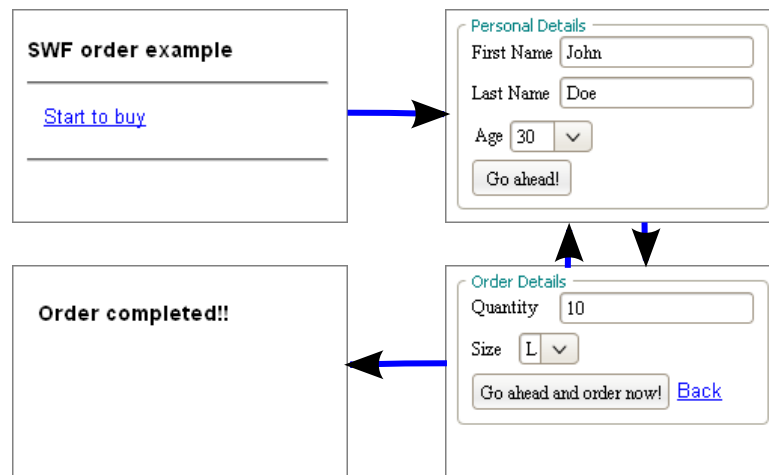 SWF order example
Start to buy
Personal Details
First Name John
Last Name Doe
Age 30
Go ahead!
Order completed!!
Order Details
Quantity 10
Size L
Go ahead and order now! Back